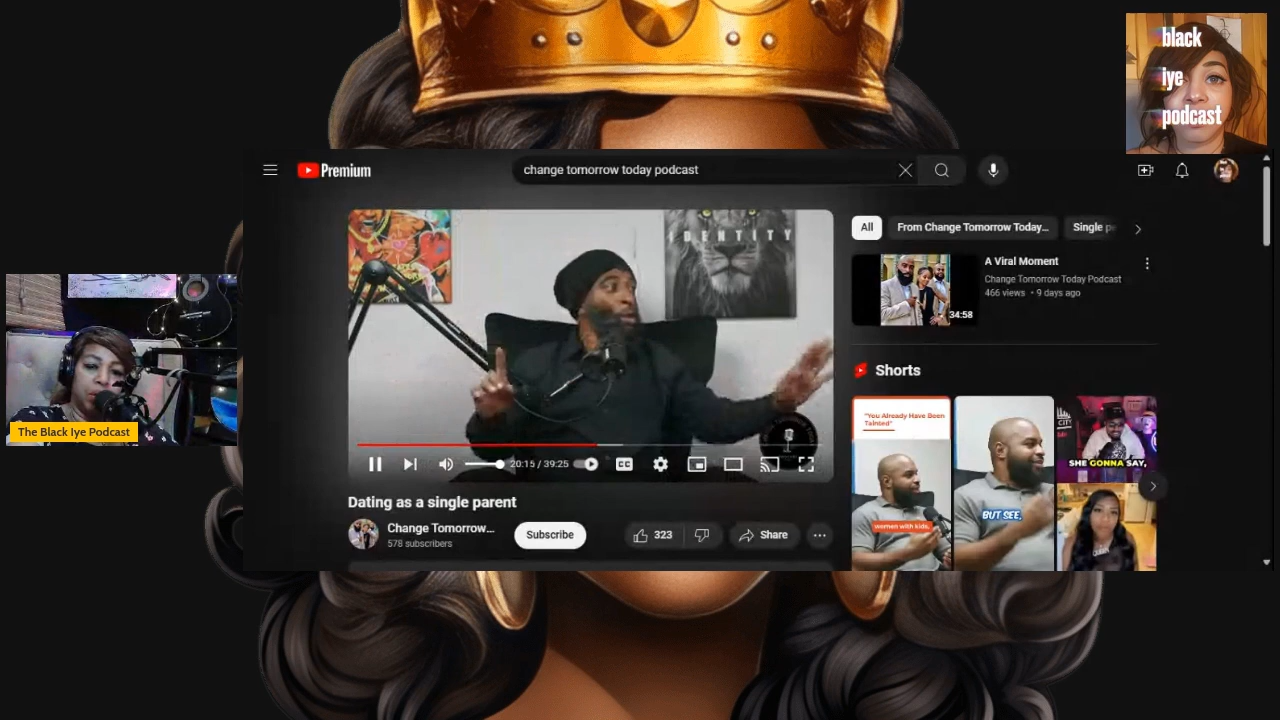 black
iye
podcast
Premium
change tomorrow today podcast
IDENTITY
All
From Change Tomorrow Today...
Single
A Viral Moment
Change Tomorrow Today Podcast
466 views • 9 days ago
34:58
Shorts
"You Already Have Been
Tainted"
women with kids,
BUT SEE,
SHE GONNA SAY,
The Black Iye Podcast
20:15 / 39:25
CC
Dating as a single parent
Change Tomorrow...
578 subscribers
Subscribe
323
Share